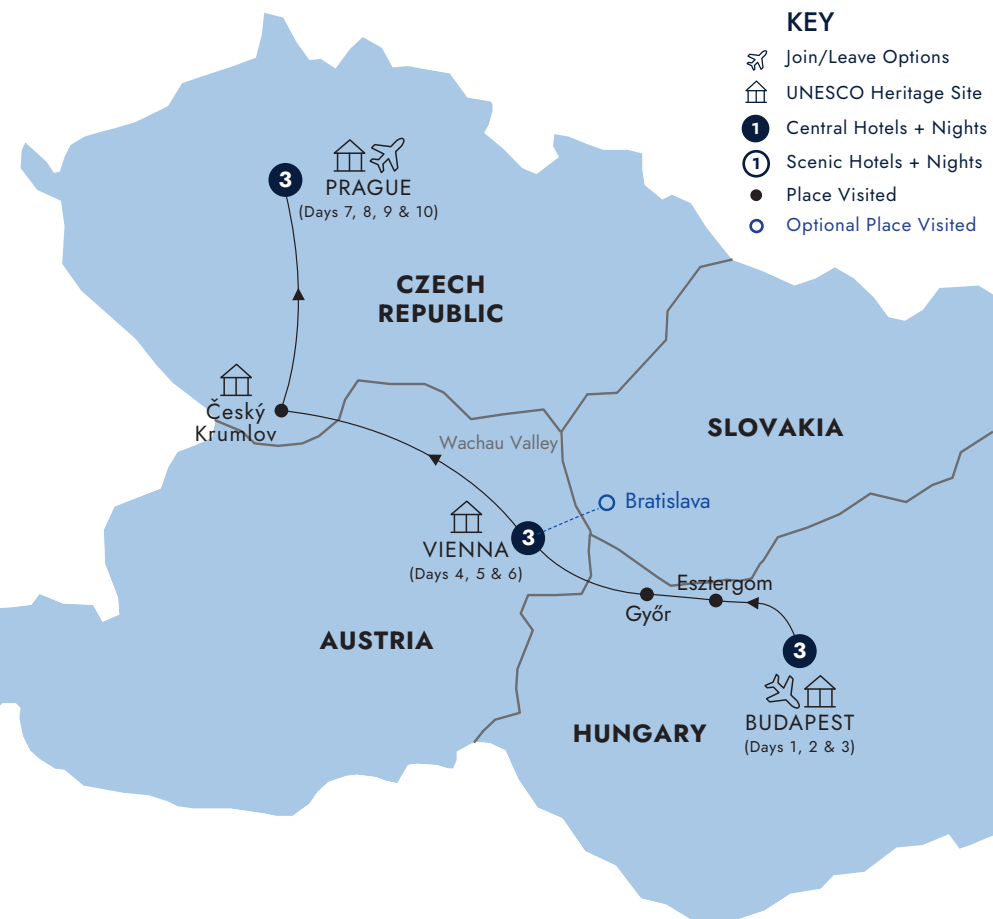 KEY
Join/Leave Options
UNESCO Heritage Site
1 Central Hotels + Nights
1 Scenic Hotels + Nights
Place Visited
Optional Place Visited
3
PRAGUE
(Days 7, 8, 9 & 10)
CZECH
REPUBLIC
Český
Krumlov
SLOVAKIA
Wachau Valley
Bratislava
3
VIENNA
(Days 4, 5 & 6)
Esztergom
Győr
AUSTRIA
3
BUDAPEST
(Days 1, 2 & 3)
HUNGARY